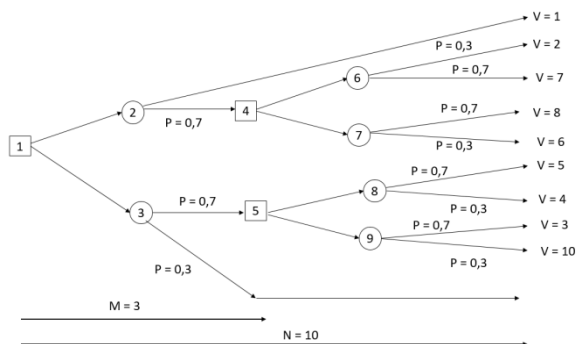 V = 1
P = 0,3
V = 2
6
P = 0,7
V = 7
2
4
P = 0,7
P = 0,7
V = 8
7
1
P = 0,3
V = 6
P = 0,7
V = 5
P = 0,7
8
3
5
P = 0,3
V = 4
P = 0,7
V = 3
9
P = 0,3
V = 10
P = 0,3
M = 3
N = 10